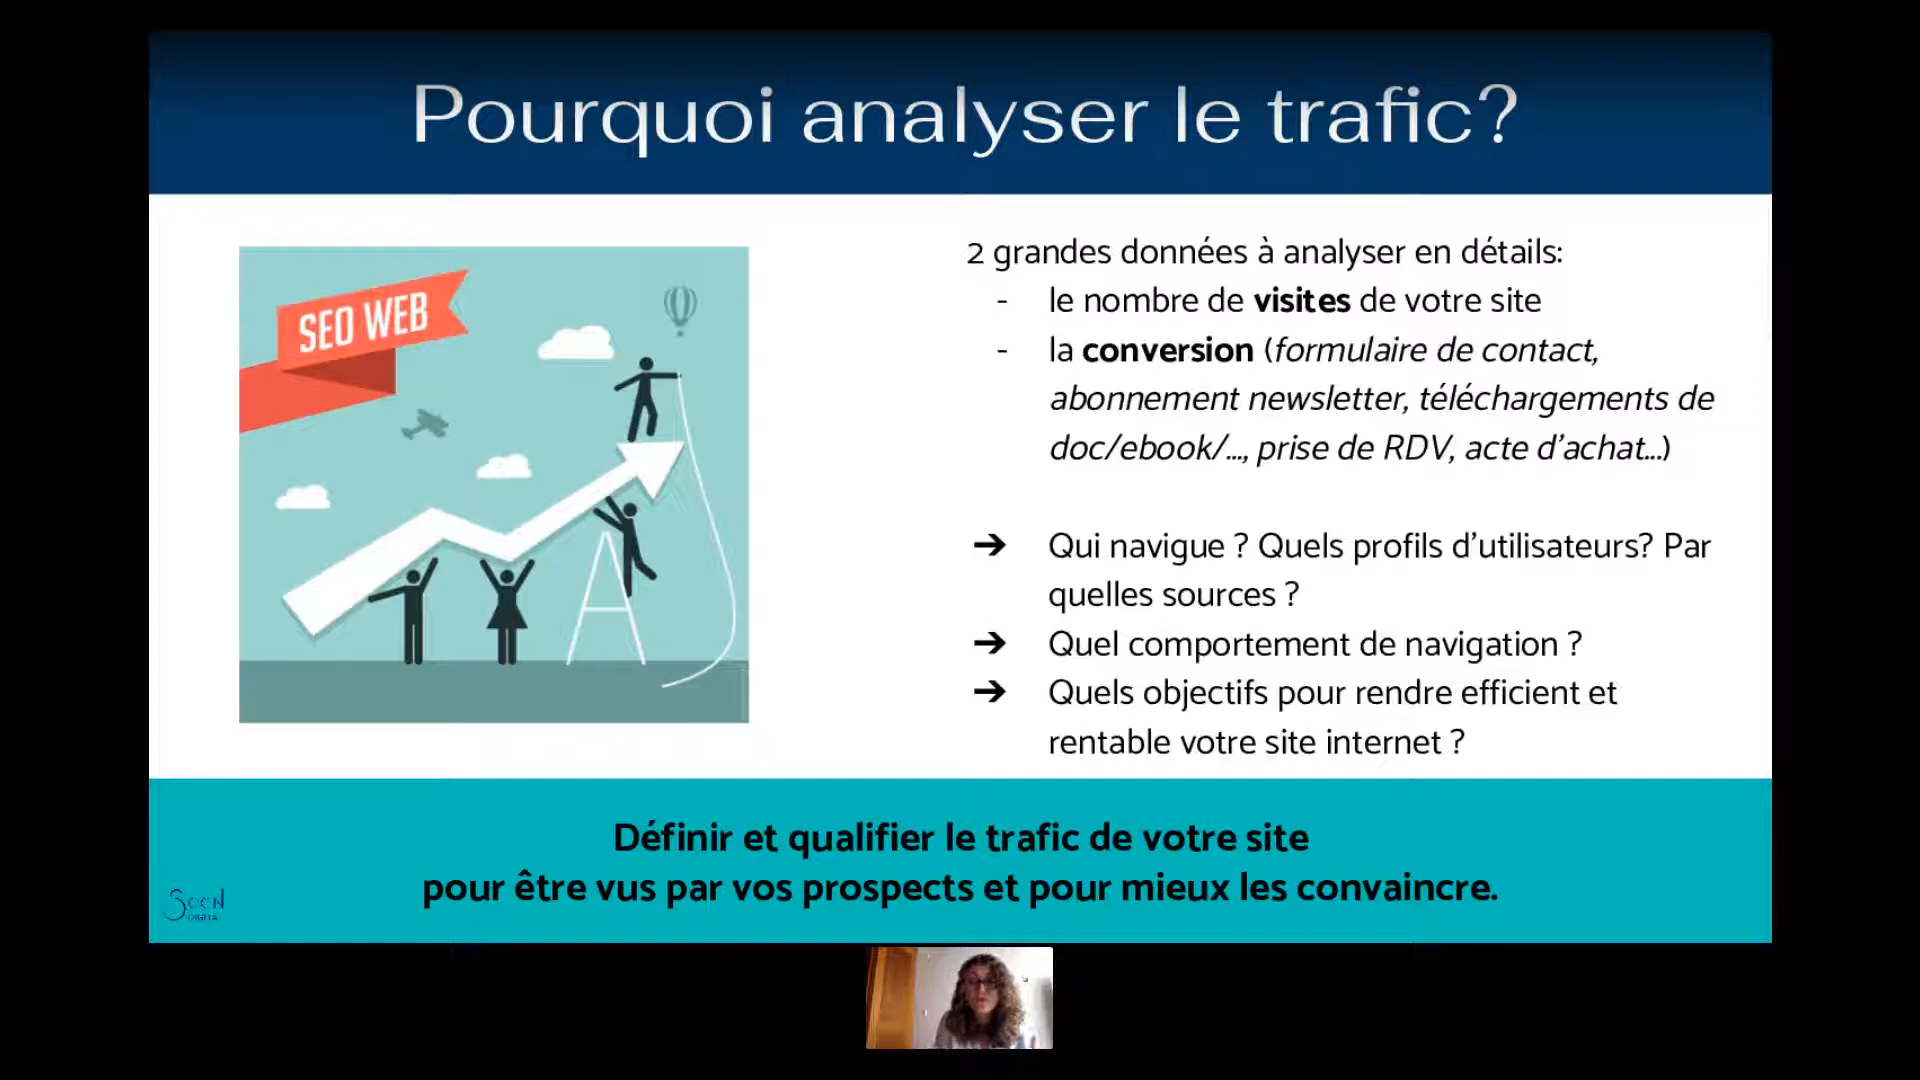 Pourquoi analyser le trafic?
SEO WEB
2 grandes données à analyser en détails:
- le nombre de visites de votre site
- la conversion (formulaire de contact,
abonnement newsletter, téléchargements de
doc/ebook/..., prise de RDV, acte d'achat...)
➔ Qui navigue ? Quels profils d'utilisateurs? Par
quelles sources ?
➔ Quel comportement de navigation ?
➔ Quels objectifs pour rendre efficient et
rentable votre site internet ?
Définir et qualifier le trafic de votre site
pour être vus par vos prospects et pour mieux les convaincre.